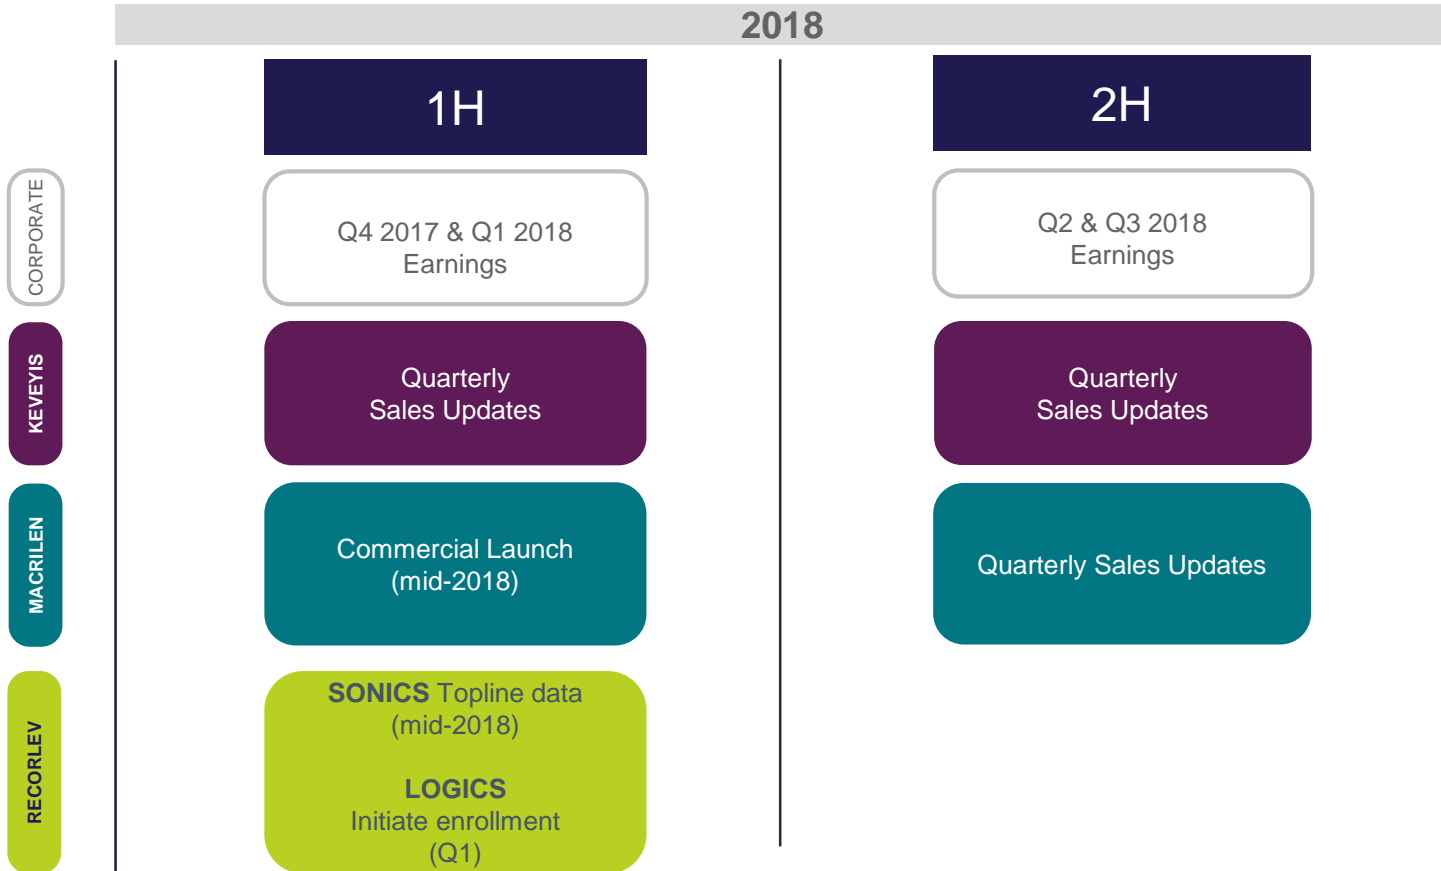 2018
1H
2H
CORPORATE
Q4 2017 & Q1 2018
Earnings
Q2 & Q3 2018
Earnings
KEVEYIS
Quarterly
Sales Updates
Quarterly
Sales Updates
MACRILEN
Commercial Launch
(mid-2018)
Quarterly Sales Updates
RECORLEV
SONICS Topline data
(mid-2018)
LOGICS
Initiate enrollment
(Q1)